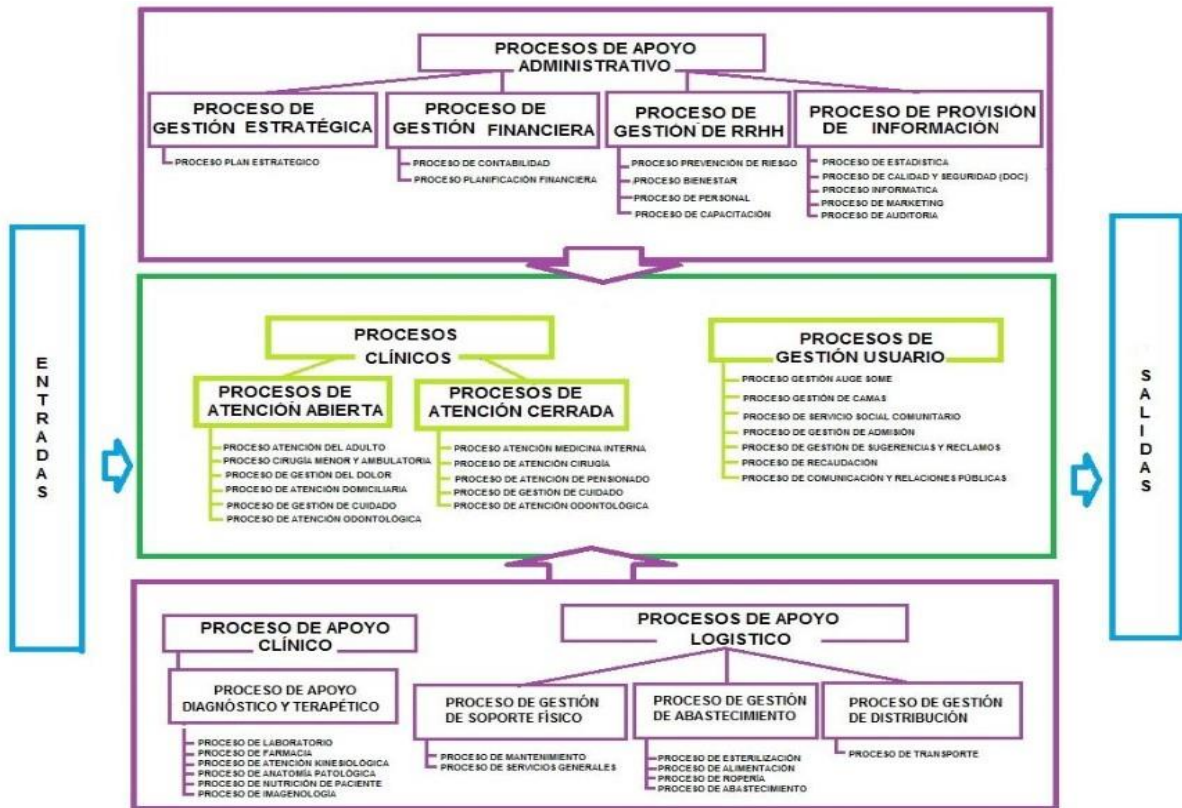 PROCESOS DE APOYO
ADMINISTRATIVO
PROCESO DE
GESTIÓN ESTRATÉGICA
PROCESO PLAN ESTRATEGICO
PROCESO DE
GESTIÓN FINANCIERA
PROCESO DE CONTABILIDAD
PROCESO PLANIFICACIÓN FINANCIERA
PROCESO DE
GESTIÓN DE RRHH
PROCESO PREVENCIÓN DE RIESGO
PROCESO BIENESTAR
PROCESO DE PERSONAL
PROCESO DE CAPACITACIÓN
PROCESO DE PROVISIÓN
DE INFORMACIÓN
PROCESO DE ESTADISTICA
PROCESO DE CALIDAD Y SEGURIDAD (DOC)
PROCESO INFORMATICA
PROCESO DE MARKETING
PROCESO DE AUDITORIA
ENTRADAS
PROCESOS
CLÍNICOS
PROCESOS DE
ATENCIÓN ABIERTA
PROCESO ATENCIÓN DEL ADULTO
PROCESO CIRUGÍA MENOR Y AMBULATORIA
PROCESO DE GESTIÓN DEL DOLOR
PROCESO DE ATENCIÓN DOMICILIARIA
PROCESO DE GESTIÓN DE CUIDADO
PROCESO DE ATENCIÓN ODONTOLÓGICA
PROCESOS DE
ATENCIÓN CERRADA
PROCESO ATENCIÓN MEDICINA INTERNA
PROCESO DE ATENCIÓN CIRUGÍA
PROCESO DE ATENCIÓN DE PENSIONADO
PROCESO DE GESTIÓN DE CUIDADO
PROCESO DE ATENCIÓN ODONTOLÓGICA
PROCESOS DE
GESTIÓN USUARIO
PROCESO GESTIÓN AUGE SOME
PROCESO GESTIÓN DE CAMAS
PROCESO DE SERVICIO SOCIAL COMUNITARIO
PROCESO DE GESTIÓN DE ADMISIÓN
PROCESO DE GESTIÓN DE SUGERENCIAS Y RECLAMOS
PROCESO DE RECAUDACIÓN
PROCESO DE COMUNICACIÓN Y RELACIONES PÚBLICAS
SALIDAS
PROCESO DE APOYO
CLÍNICO
PROCESO DE APOYO
DIAGNÓSTICO Y TERAPÉTICO
PROCESO DE LABORATORIO
PROCESO DE FARMACIA
PROCESO DE ATENCIÓN KINESIOLÓGICA
PROCESO DE ANATOMÍA PATOLÓGICA
PROCESO DE NUTRICIÓN DE PACIENTE
PROCESO DE IMAGENOLOGÍA
PROCESOS DE APOYO
LOGISTICO
PROCESO DE GESTIÓN
DE SOPORTE FÍSICO
PROCESO DE MANTENIMIENTO
PROCESO DE SERVICIOS GENERALES
PROCESO DE GESTIÓN
DE ABASTECIMIENTO
PROCESO DE ESTERILIZACIÓN
PROCESO DE ALIMENTACIÓN
PROCESO DE ROPERÍA
PROCESO DE ABASTECIMIENTO
PROCESO DE GESTIÓN
DE DISTRIBUCIÓN
PROCESO DE TRANSPORTE